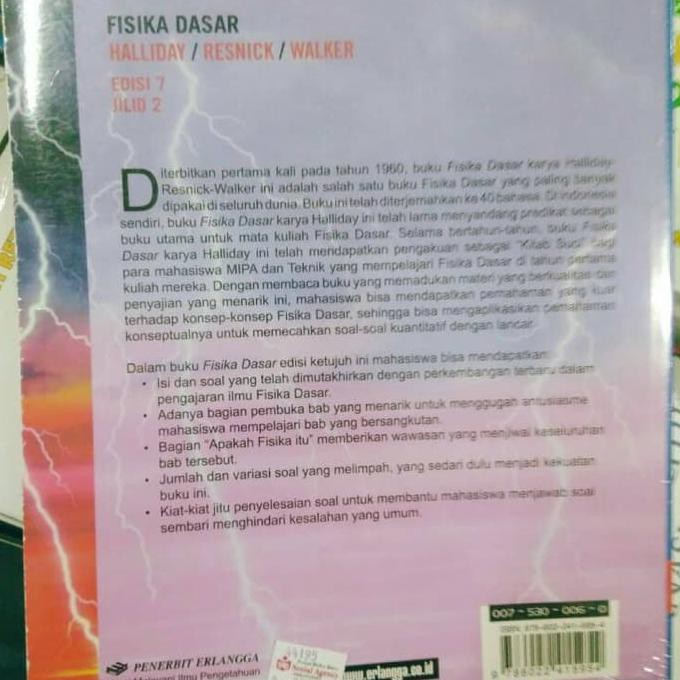 FISIKA DASAR
HALLIDAY / RESNICK / WALKER
EDISI 7
JILID 2
Diterbitkan pertama kali pada tahun 1960, buku Fisika Dasar karya Halliday-
Resnick-Walker ini adalah salah satu buku Fisika Dasar yang paling banyak
dipakai di seluruh dunia. Buku ini telah diterjemahkan ke 40 bahasa. Di Indonesia
sendiri, buku Fisika Dasar karya Halliday ini telah lama menyandang predikat sebagai
buku utama untuk mata kuliah Fisika Dasar. Selama bertahun-tahun, buku Fisika
Dasar karya Halliday ini telah mendapatkan pengakuan sebagai "Kitab Suci" bagi
para mahasiswa MIPA dan Teknik yang mempelajari Fisika Dasar di tahun pertama
kuliah mereka. Dengan membaca buku yang memadukan materi yang berkualitas dan
penyajian yang menarik ini, mahasiswa bisa mendapatkan pemahaman yang kuat
terhadap konsep-konsep Fisika Dasar, sehingga bisa mengaplikasikan pemahaman
konseptualnya untuk memecahkan soal-soal kuantitatif dengan lancar.
Dalam buku Fisika Dasar edisi ketujuh ini mahasiswa bisa mendapatkan:
• Isi dan soal yang telah dimutakhirkan dengan perkembangan terbaru dalam
pengajaran ilmu Fisika Dasar.
• Adanya bagian pembuka bab yang menarik untuk menggugah antusiasme
mahasiswa mempelajari bab yang bersangkutan.
• Bagian "Apakah Fisika itu" memberikan wawasan yang menjiwai keseluruhan
bab tersebut.
• Jumlah dan variasi soal yang melimpah, yang sedari dulu menjadi kekuatan
buku ini.
• Kiat-kiat jitu penyelesaian soal untuk membantu mahasiswa menjawab soal
sembari menghindari kesalahan yang umum.
007-530-006-0
PENERBIT ERLANGGA
Ilmu Pengetahuan
44195
Sosial Agency
www.erlangga.co.id